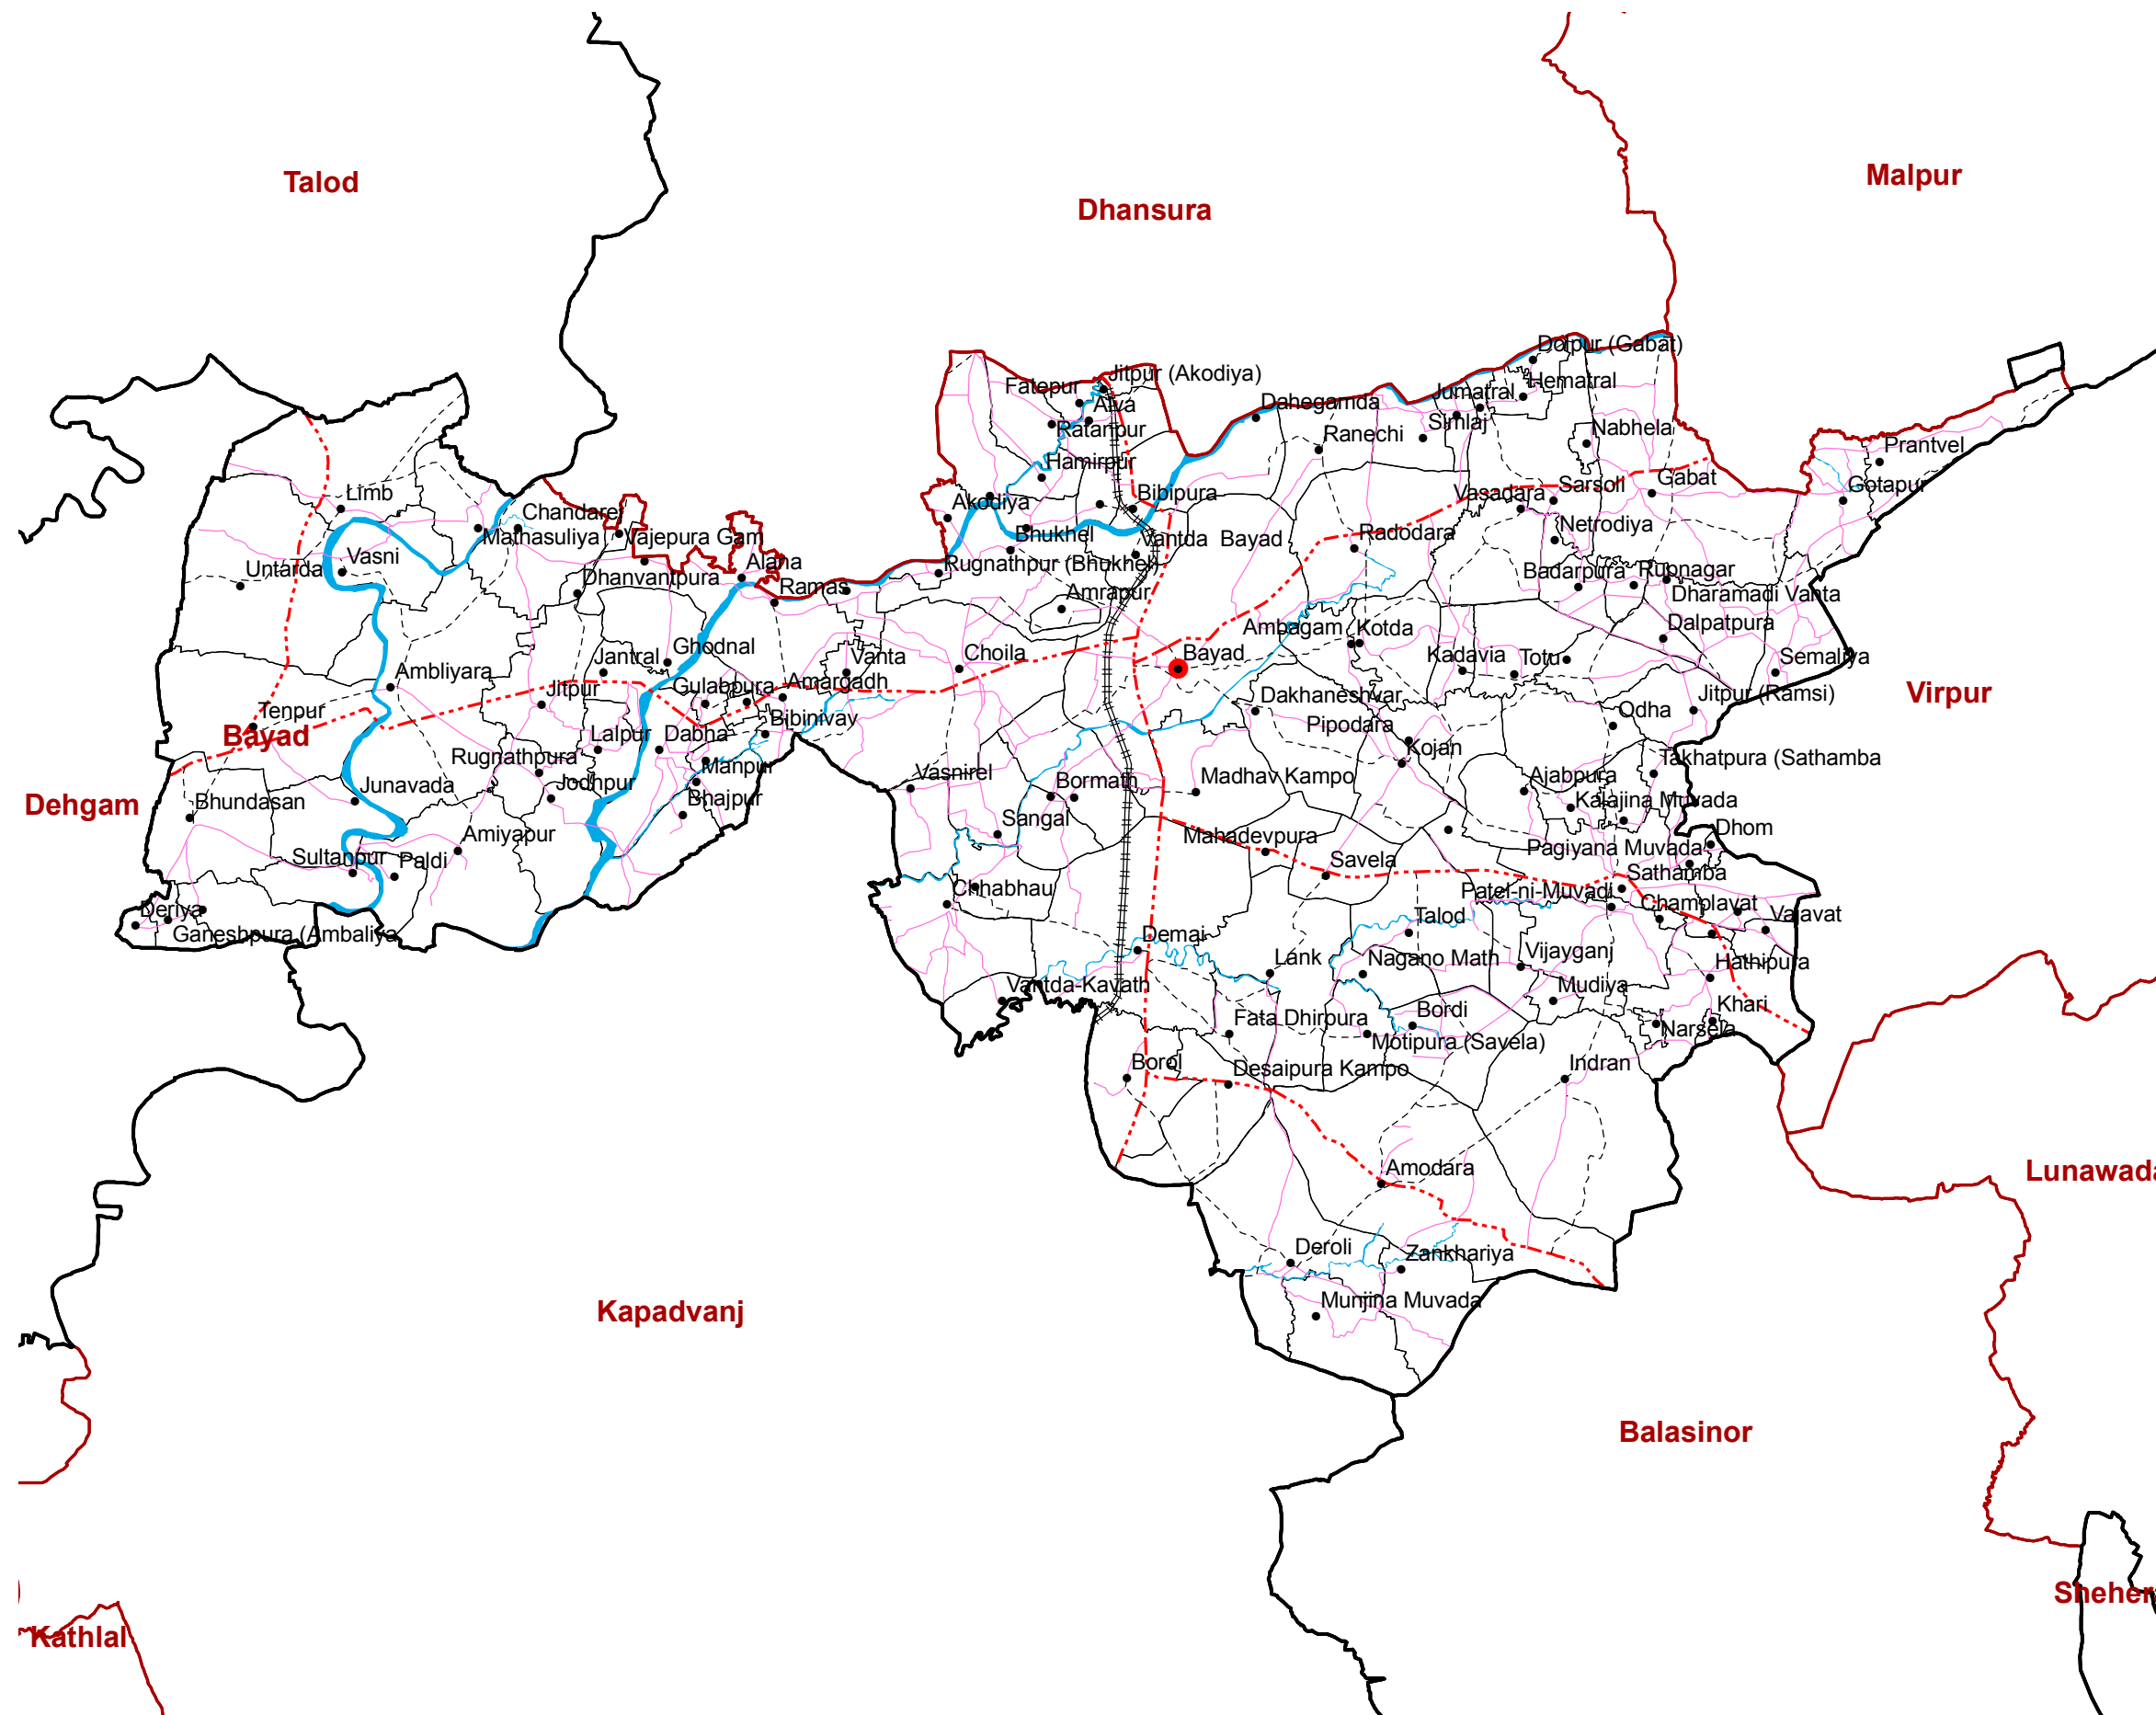 Talod
Malpur
Dhansura
Dolpur (Gabat)
Jitpur (Akodiya)
Fatepur
Hematral
Jumatral
Alva
Dahegamda
Ratanpur
Simlaj
Ranechi
Nabhela
Prantvel
Hamirpur
Gabat
Sarsoli
Gotapur
Limb
Akodiya
Bibipura
Vasadara
Chandarej
Mathasuliya
Vajepura Gam
Bhukhel
Vantda
Bayad
Radodara
Netrodiya
Vasni
Untarda
Alana
Rugnathpur (Bhukhel)
Dhanvantpura
Ramas
Amrapur
Badarpura
Rupnagar
Dharamadi Vanta
Ambagam
Kotda
Dalpatpura
Ghodnal
Jantral
Vanta
Choila
Bayad
Kadavia
Totu
Semaliya
Ambliyara
Jitpur
Gulabpura
Amargadh
Dakhaneshvar
Jitpur (Ramsi)
Virpur
Tenpur
Bayad
Bibinivav
Pipodara
Odha
Lalpur
Dabha
Rugnathpura
Manpur
Kojan
Takhatpura (Sathamba
Junavada
Jodhpur
Bhajpur
Vasnirel
Bormath
Madhav Kampo
Ajabpura
Dehgam
Bhundasan
Kalajina Muvada
Amiyapur
Sangal
Mahadevpura
Dhom
Sultanpur
Paldi
Savela
Pagiyana Muvada
Sathamba
Chhabhau
Patel-ni-Muvadi
Deriya
Talod
Champlavat
Valavat
Ganeshpura (Ambaliya
Demai
Lank
Nagano Math
Vijayganj
Hathipura
Vantda-Kavath
Mudiya
Fata Dhirpura
Bordi
Khari
Motipura (Savela)
Narsela
Borol
Desaipura Kampo
Indran
Amodara
Lunawada
Deroli
Zankhariya
Kapadvanj
Munjina Muvada
Balasinor
Sheher
Kathlal